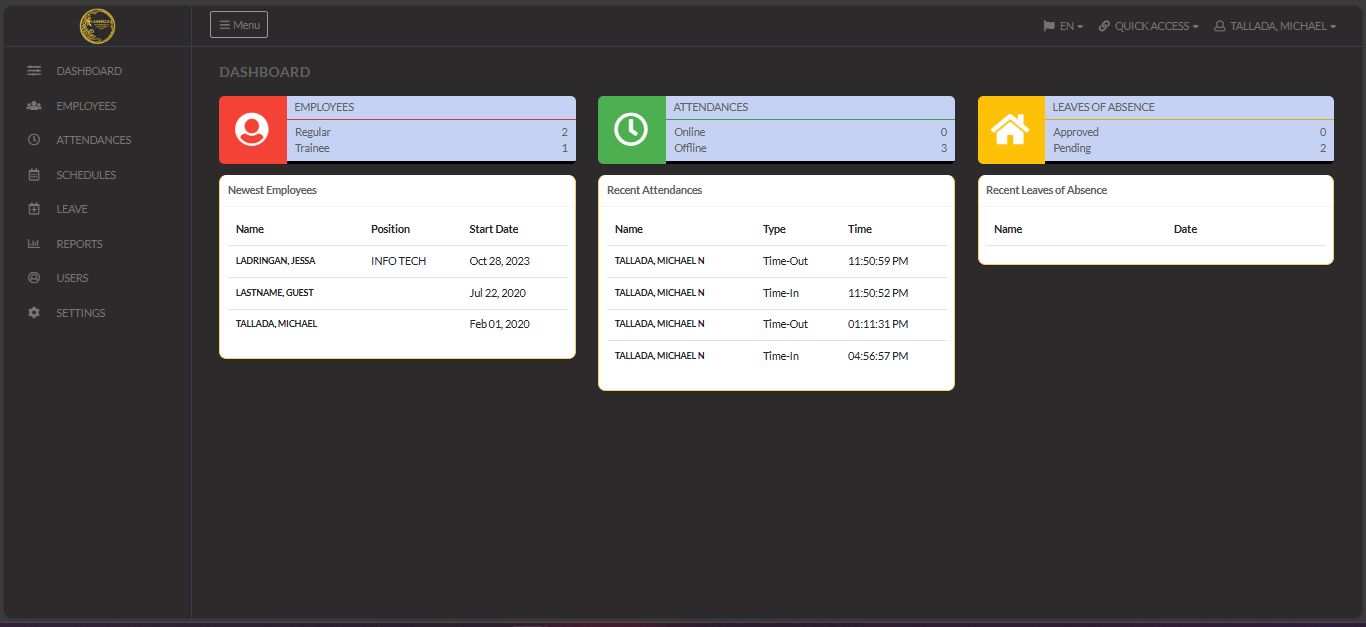 Menu
EN
QUICK ACCESS
TALLADA, MICHAEL
DASHBOARD
EMPLOYEES
ATTENDANCES
SCHEDULES
LEAVE
REPORTS
USERS
SETTINGS
DASHBOARD
EMPLOYEES
Regular 2
Trainee 1
ATTENDANCES
Online 0
Offline 3
LEAVES OF ABSENCE
Approved 0
Pending 2
Newest Employees
Name Position Start Date
LADRINGAN, JESSA INFO TECH Oct 28, 2023
LASTNAME, GUEST Jul 22, 2020
TALLADA, MICHAEL Feb 01, 2020
Recent Attendances
Name Type Time
TALLADA, MICHAEL N Time-Out 11:50:59 PM
TALLADA, MICHAEL N Time-In 11:50:52 PM
TALLADA, MICHAEL N Time-Out 01:11:31 PM
TALLADA, MICHAEL N Time-In 04:56:57 PM
Recent Leaves of Absence
Name Date